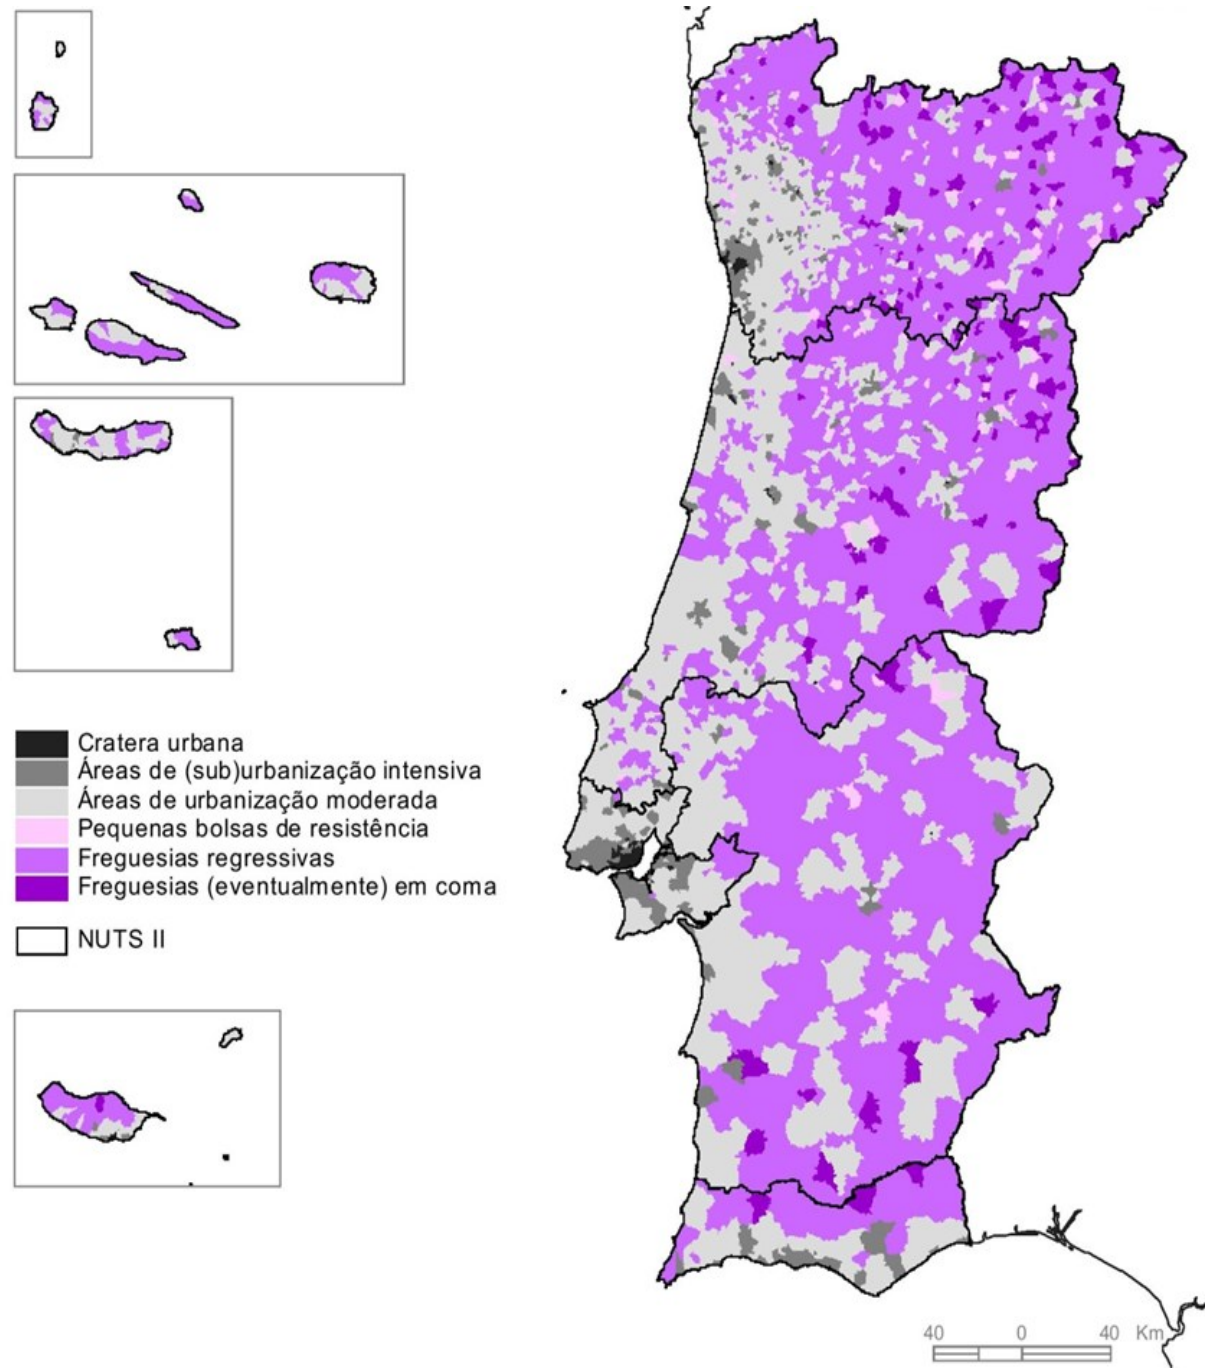 Cratera urbana
Áreas de (sub)urbanização intensiva
Áreas de urbanização moderada
Pequenas bolsas de resistência
Freguesias regressivas
Freguesias (eventualmente) em coma
NUTS II
40 0 40 Km